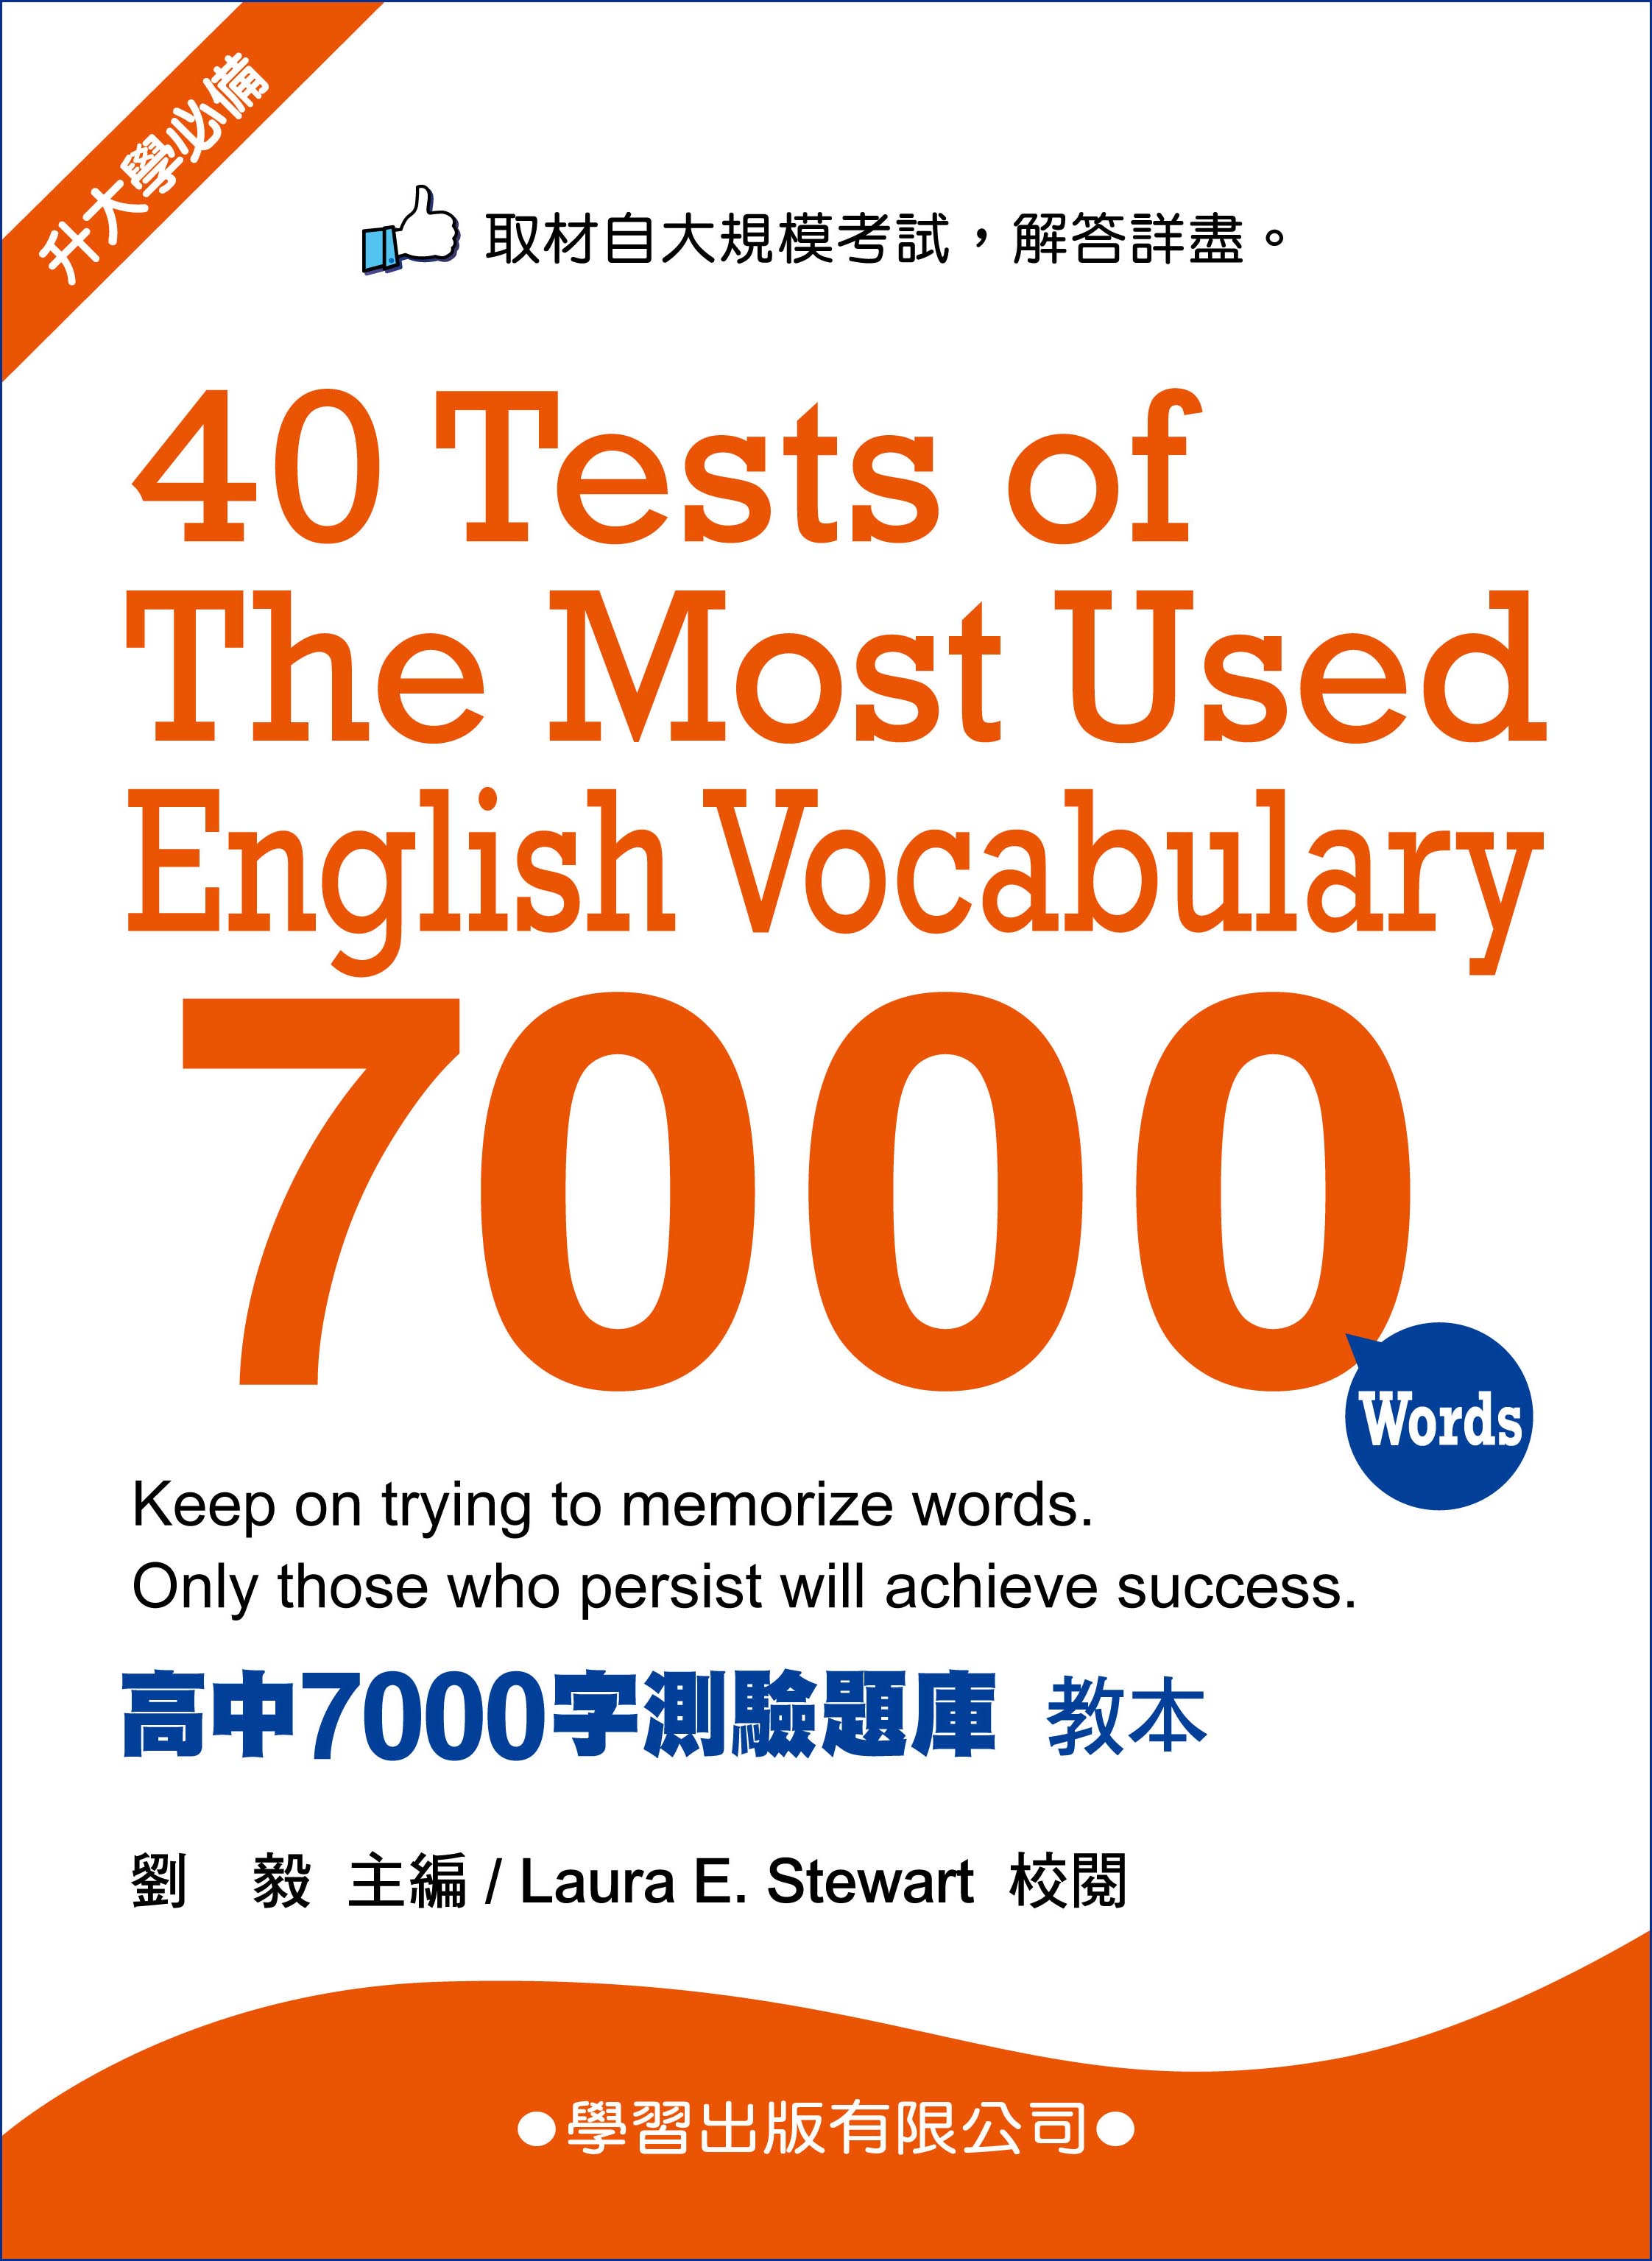 升大學必備
取材自大規模考試，解答詳盡。
40 Tests of
The Most Used
English Vocabulary
7000
Words
Keep on trying to memorize words.
Only those who persist will achieve success.
高中7000字測驗題庫 教本
劉 毅 主編 / Laura E. Stewart 校閱
●學習出版有限公司●